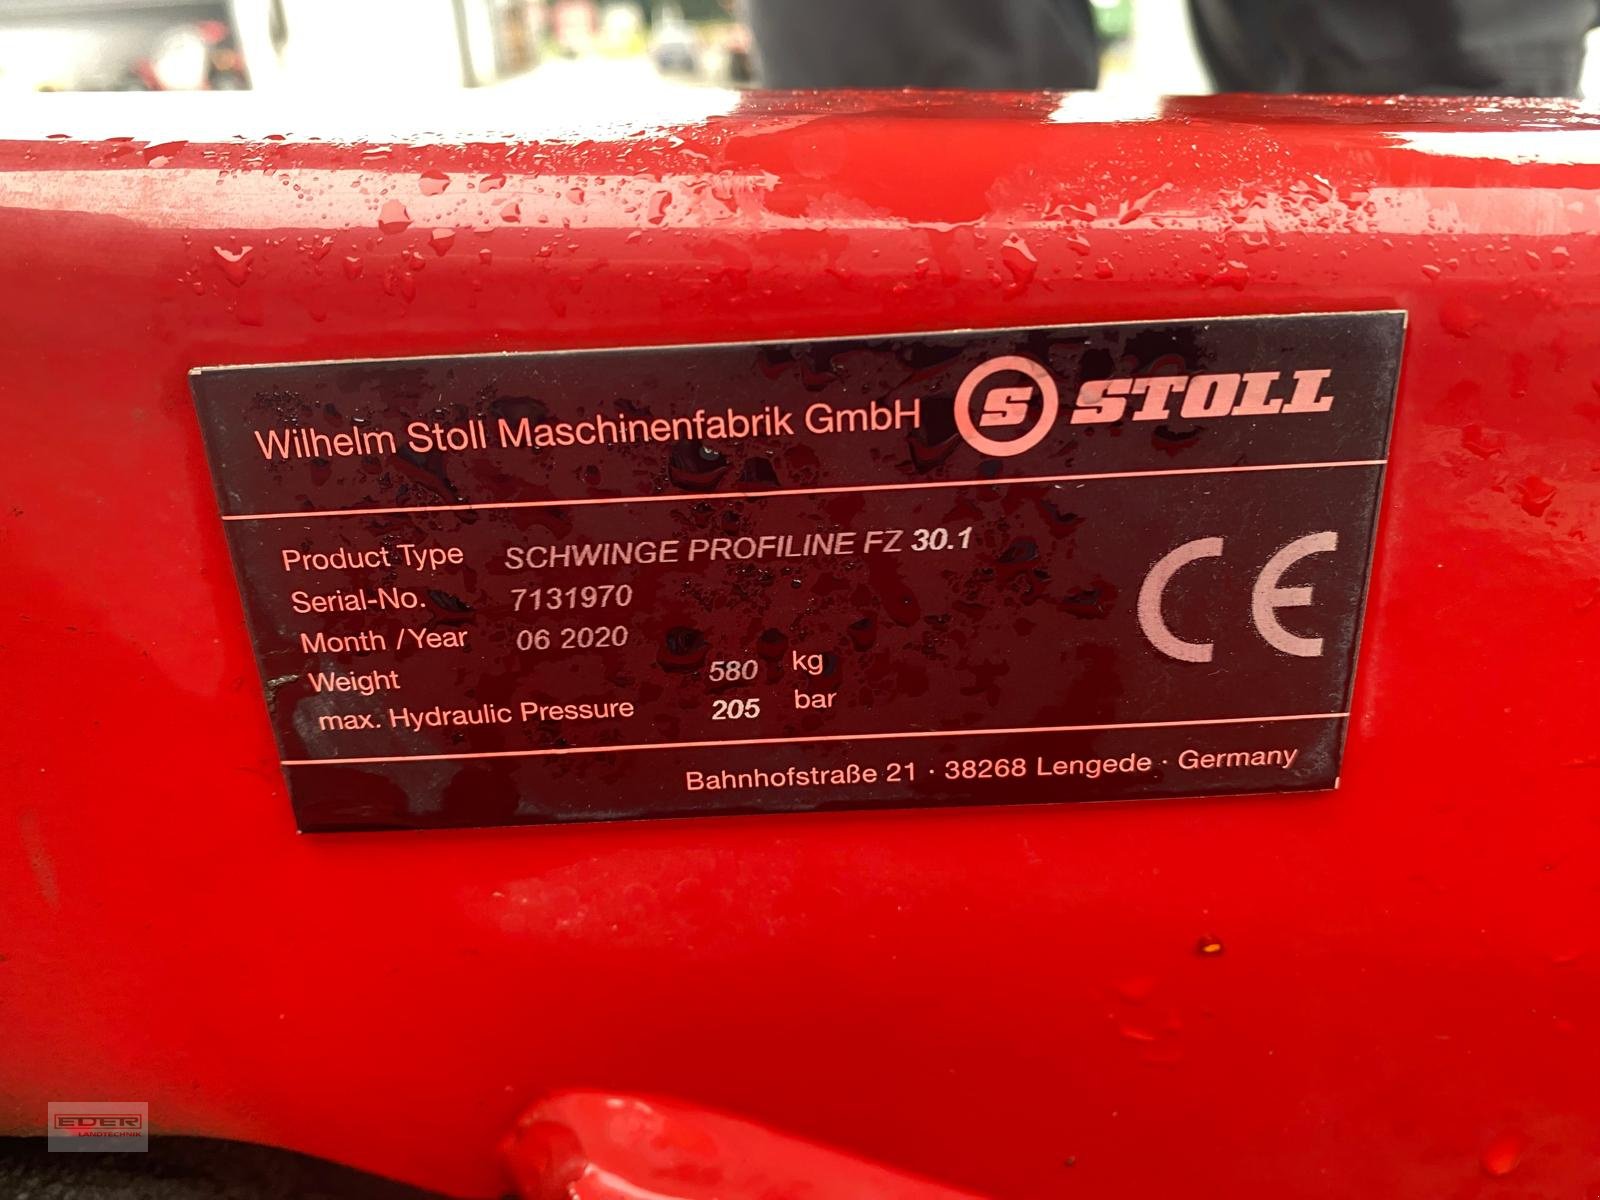 Wilhelm Stoll Maschinenfabrik GmbH S STOLL
Product Type SCHWINGE PROFILINE FZ 30.1
Serial-No. 7131970
Month / Year 06 2020
Weight 580 kg
max. Hydraulic Pressure 205 bar
CE
Bahnhofstraße 21 · 38268 Lengede · Germany
EDER
LANDTECHNIK